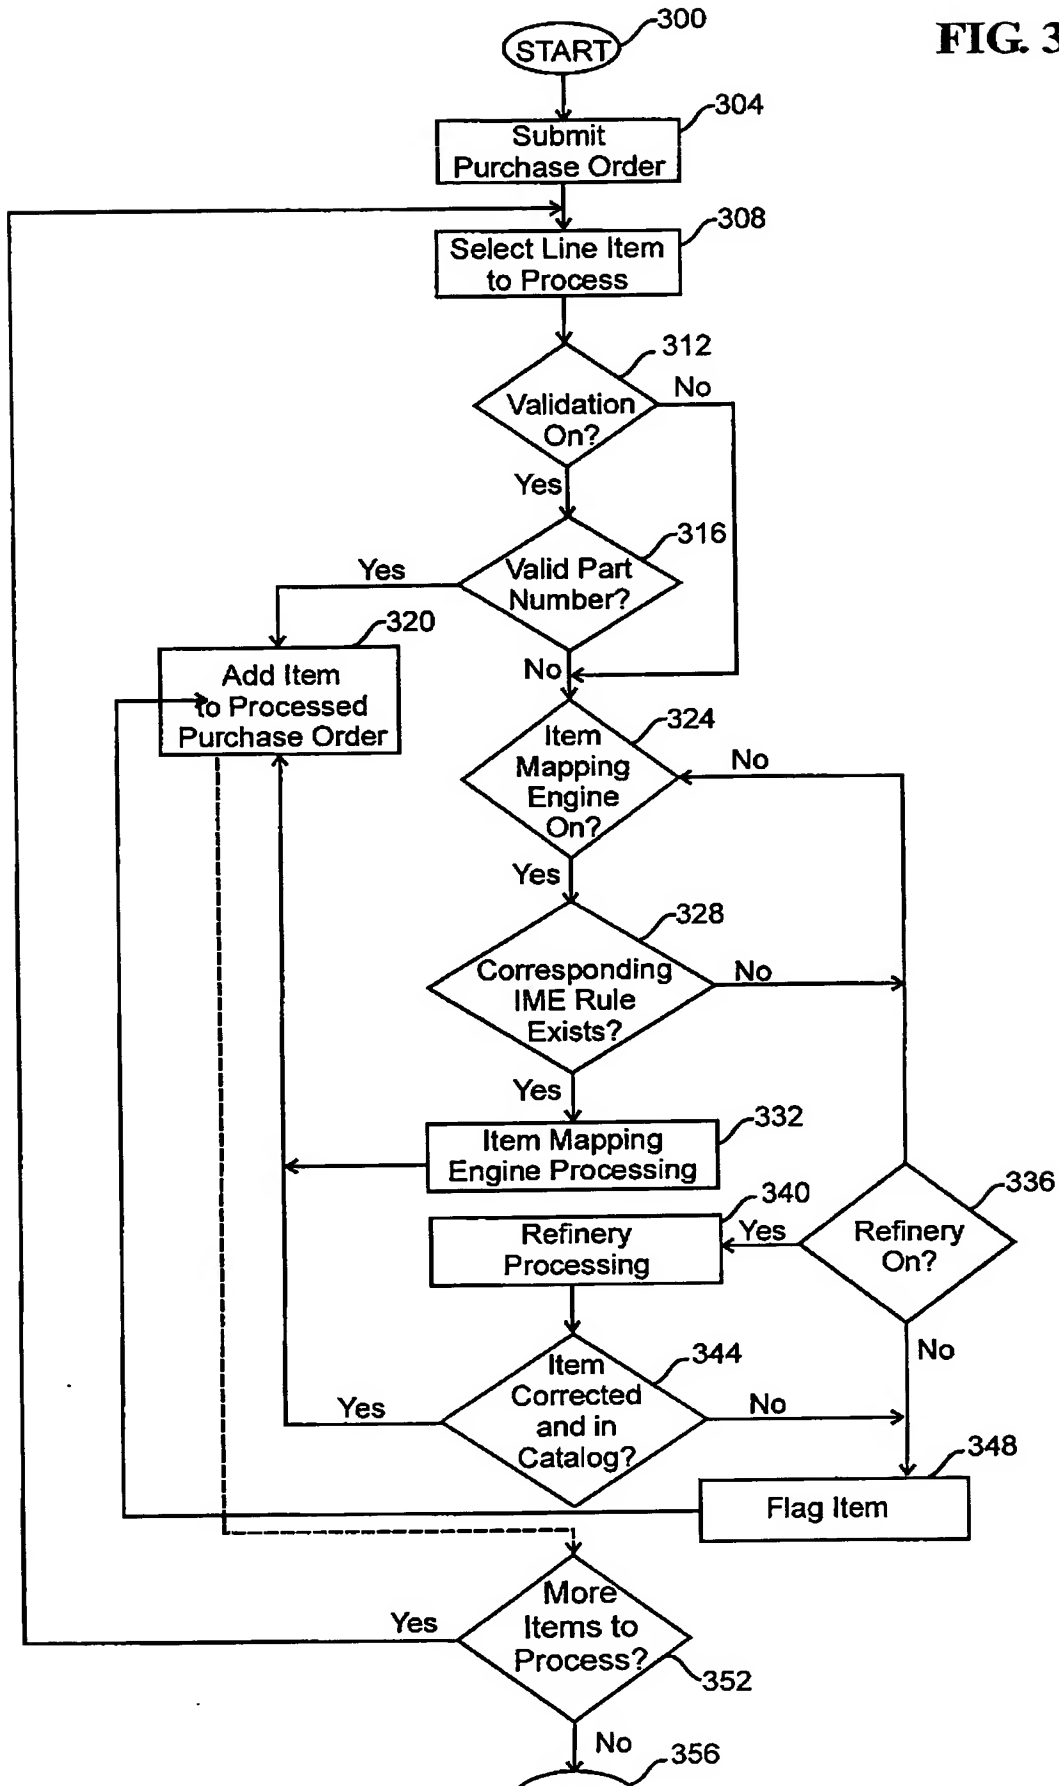 FIG. 3
300
START
304
Submit
Purchase Order
308
Select Line Item
to Process
312
No
Validation
On?
Yes
316
Yes
Valid Part
Number?
320
No
Add Item
to Processed
Purchase Order
324
Item
Mapping
Engine
On?
No
Yes
328
Corresponding
IME Rule
Exists?
No
Yes
332
Item Mapping
Engine Processing
336
340
Refinery
Processing
Yes
Refinery
On?
No
344
Item
Corrected
and in
Catalog?
Yes
No
348
Flag Item
More
Items to
Process?
Yes
352
No
356